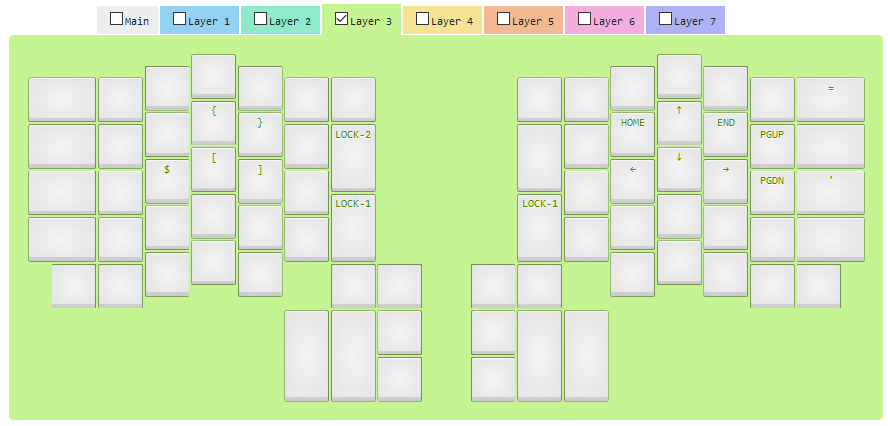 Main Layer 1 Layer 2 Layer 3 Layer 4 Layer 5 Layer 6 Layer 7
=
{ ↑
} HOME END
LOCK-2 PGUP
[ ↓
$ ] ← →
PGDN '
LOCK-1 LOCK-1